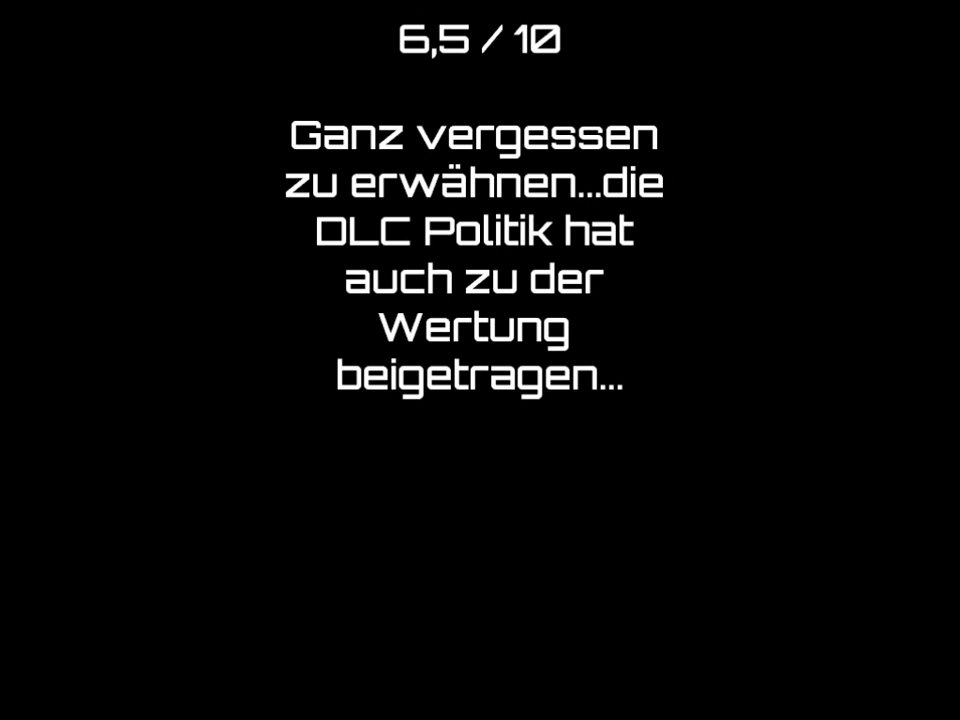 6,5 / 10
Ganz vergessen
zu erwähnen...die
DLC Politik hat
auch zu der
Wertung
beigetragen...